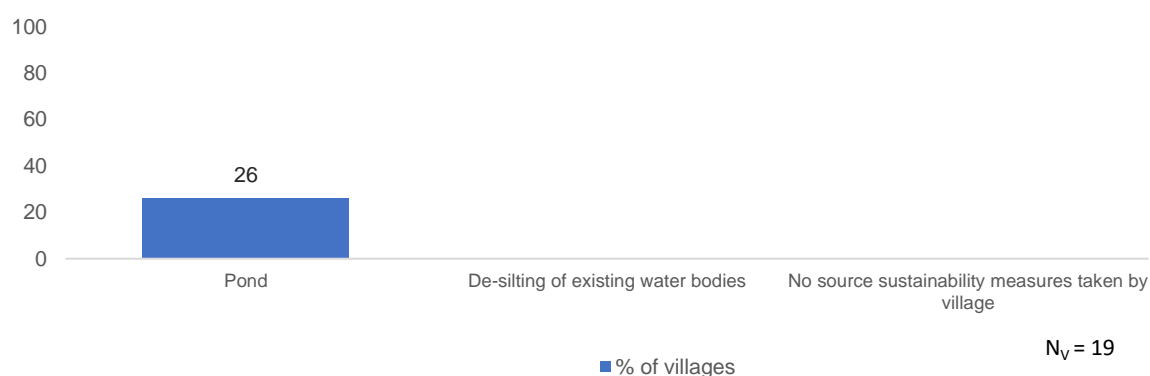 100
80
60
40
20
0
26
Pond
De-silting of existing water bodies
No source sustainability measures taken by
village
N_V = 19
% of villages